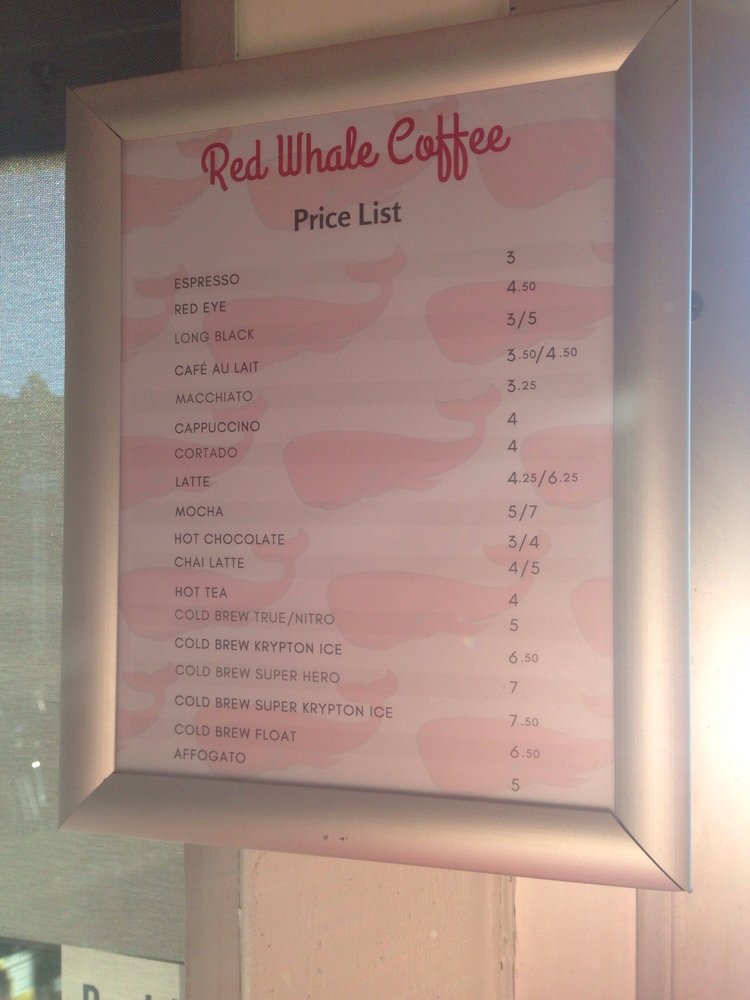 Red Whale Coffee
Price List
ESPRESSO 3
RED EYE 4.50
LONG BLACK 3/5
CAFÉ AU LAIT 3.50/4.50
MACCHIATO 3.25
CAPPUCCINO 4
CORTADO 4
LATTE 4.25/6.25
MOCHA 5/7
HOT CHOCOLATE 3/4
CHAI LATTE 4/5
HOT TEA 4
COLD BREW TRUE/NITRO 5
COLD BREW KRYPTON ICE 6.50
COLD BREW SUPER HERO 7
COLD BREW SUPER KRYPTON ICE 7.50
COLD BREW FLOAT 6.50
AFFOGATO 5